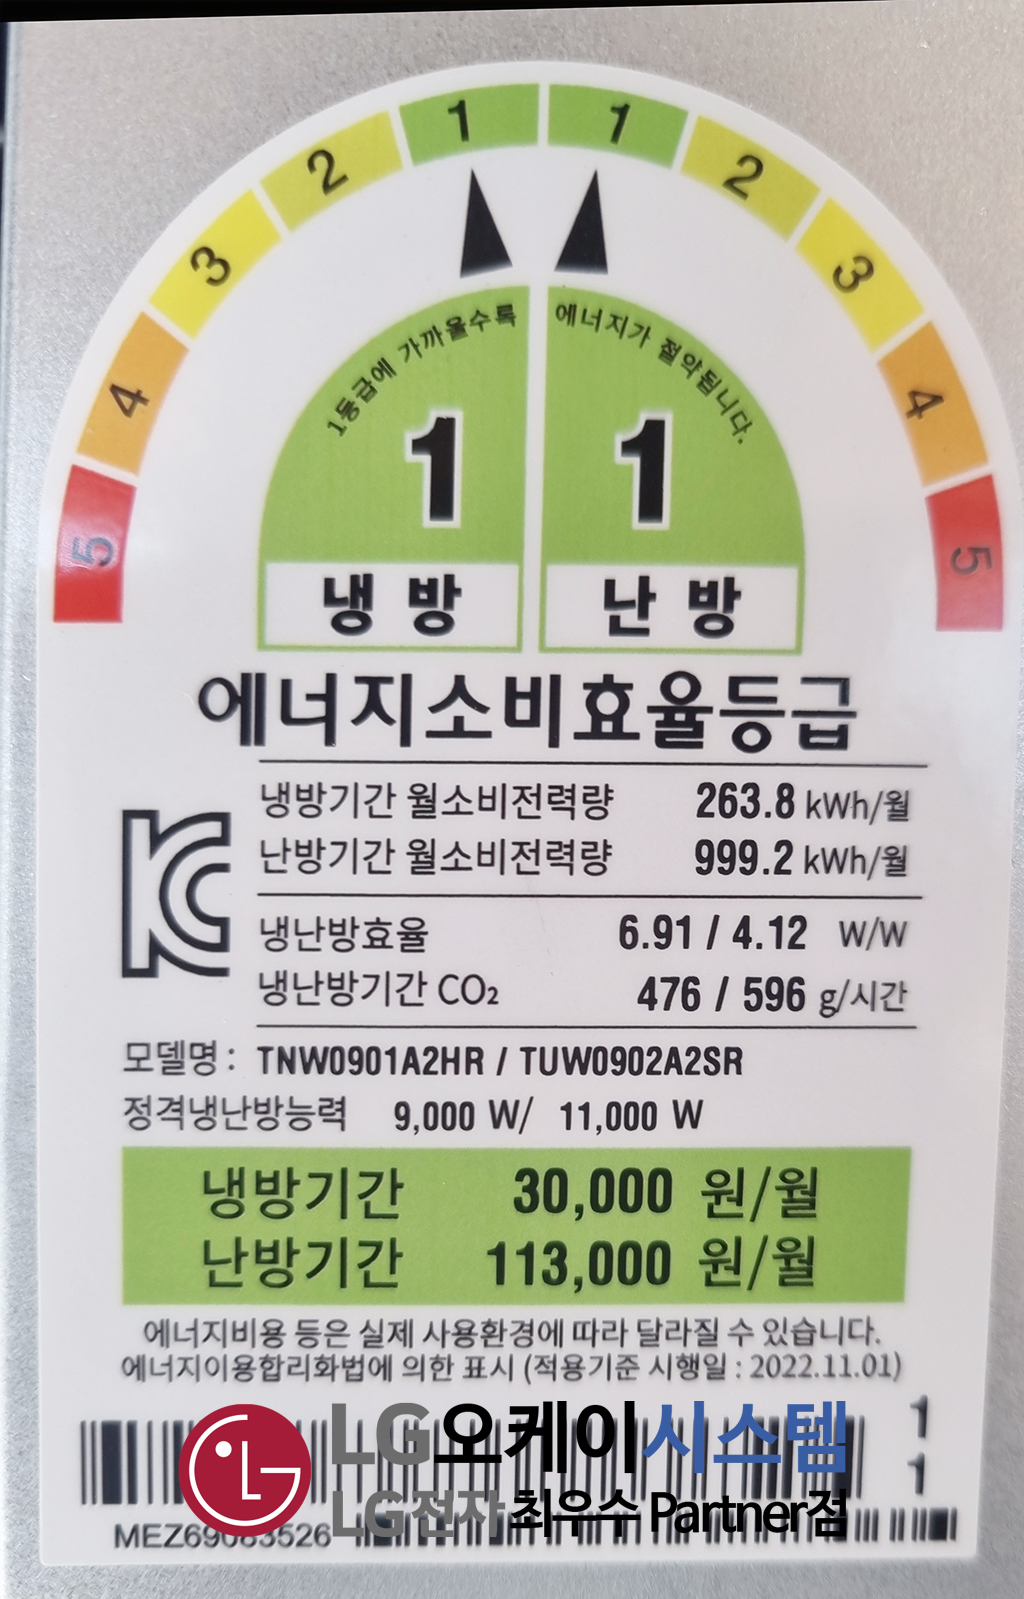 1 1
2 2
3 3
4 4
5 5
1등급에 가까울수록 에너지가 절약됩니다.
1 1
냉방 난방
에너지소비효율등급
냉방기간 월소비전력량 263.8 kWh/월
난방기간 월소비전력량 999.2 kWh/월
냉난방효율 6.91 / 4.12 W/W
냉난방기간 CO₂ 476 / 596 g/시간
모델명 : TNW0901A2HR / TUW0902A2SR
정격냉난방능력 9,000 W/ 11,000 W
냉방기간 30,000 원/월
난방기간 113,000 원/월
에너지비용 등은 실제 사용환경에 따라 달라질 수 있습니다.
에너지이용합리화법에 의한 표시 (적용기준 시행일 : 2022.11.01)
1
1
LG오케이시스템
LG전자 최우수 Partner점